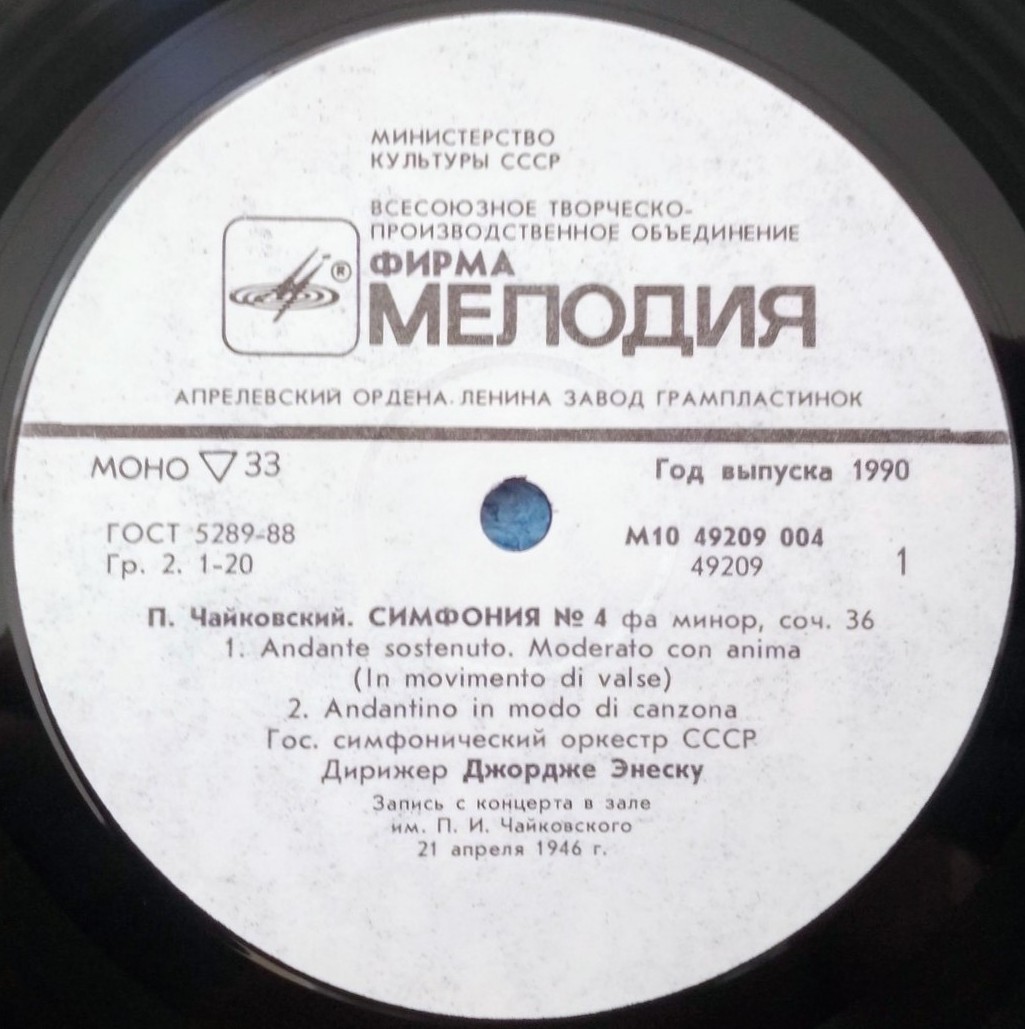 МИНИСТЕРСТВО
КУЛЬТУРЫ СССР
ВСЕСОЮЗНОЕ ТВОРЧЕСКО-
ПРОИЗВОДСТВЕННОЕ ОБЪЕДИНЕНИЕ
®
ФИРМА
МЕЛОДИЯ
АПРЕЛЕВСКИЙ ОРДЕНА ЛЕНИНА ЗАВОД ГРАМПЛАСТИНОК
МОНО ▽ 33
Год выпуска 1990
ГОСТ 5289-88
М10 49209 004
Гр. 2. 1-20
49209
1
П. Чайковский. СИМФОНИЯ № 4 фа минор, соч. 36
1. Andante sostenuto. Moderato con anima
(In movimento di valse)
2. Andantino in modo di canzona
Гос. симфонический оркестр СССР
Дирижер Джордже Энеску
Запись с концерта в зале
им. П. И. Чайковского
21 апреля 1946 г.